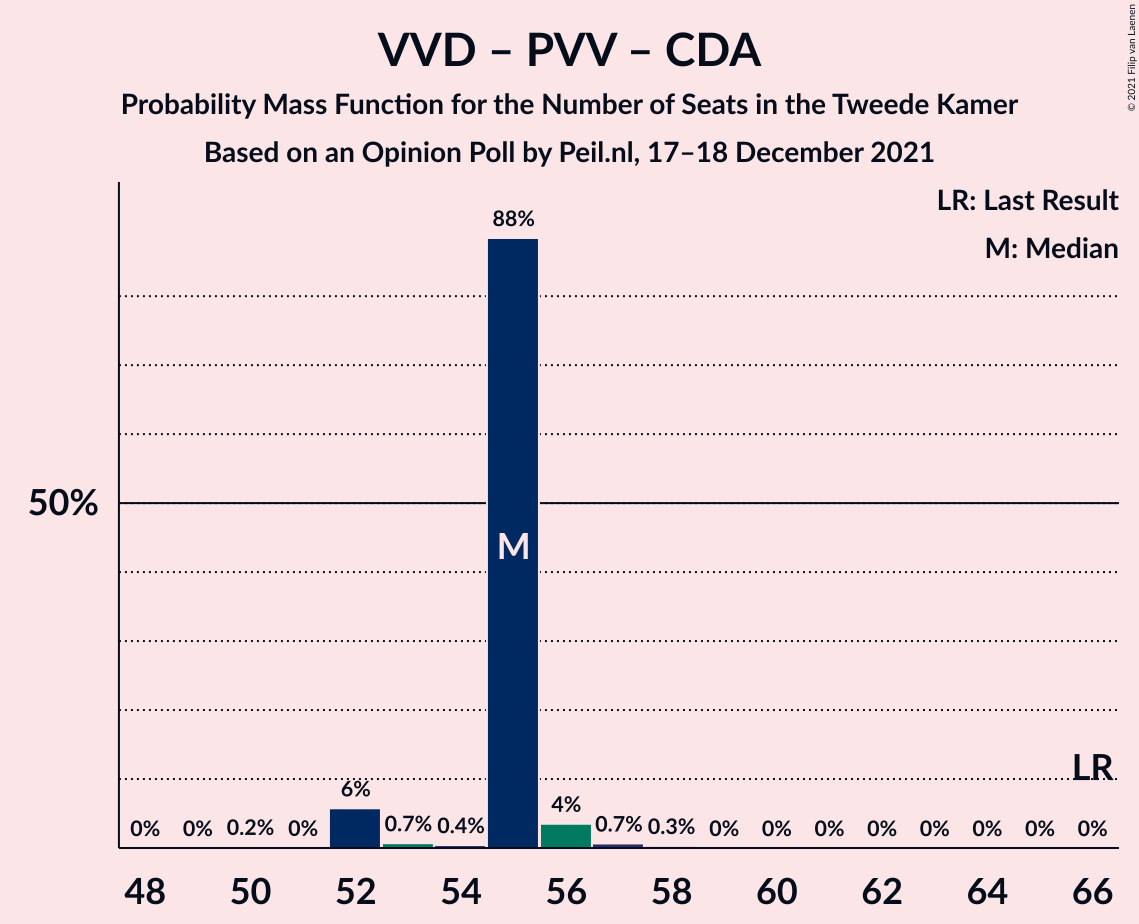 © 2021 Filip van Laenen
VVD – PVV – CDA
Probability Mass Function for the Number of Seats in the Tweede Kamer
Based on an Opinion Poll by Peil.nl, 17–18 December 2021
LR: Last Result
M: Median
88%
50%
M
LR
0% 0% 0.2% 0% 6% 0.7% 0.4% 4% 0.7% 0.3% 0% 0% 0% 0% 0% 0% 0% 0%
48 50 52 54 56 58 60 62 64 66